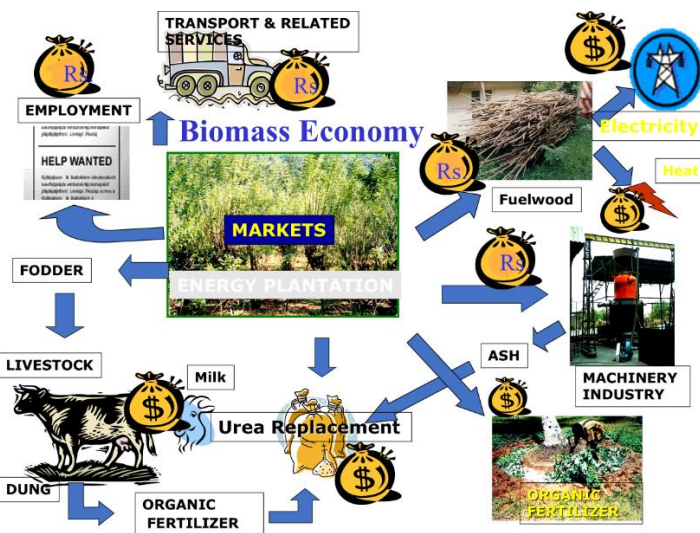 TRANSPORT & RELATED
SERVICES
$
Rs
Rs
EMPLOYMENT
Biomass Economy
Electricity
HELP WANTED
Rs.
Heat
$
Fuelwood
MARKETS
FODDER
Rs
ENERGY PLANTATION
LIVESTOCK
Milk
ASH
MACHINERY
INDUSTRY
$
$
Urea Replacement
$
DUNG
ORGANIC
FERTILIZER
ORGANIC
FERTILIZER